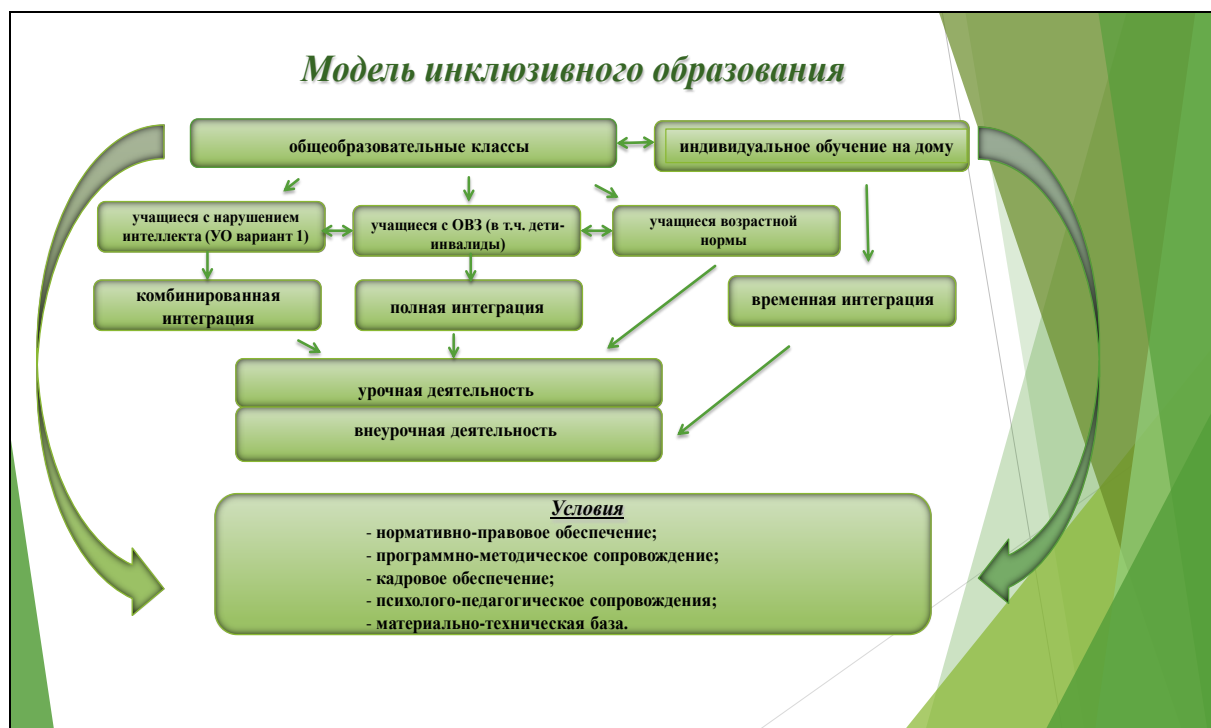 Модель инклюзивного образования
общеобразовательные классы
индивидуальное обучение на дому
учащиеся с нарушением
интеллекта (УО вариант 1)
учащиеся с ОВЗ (в т.ч. дети-
инвалиды)
учащиеся возрастной
нормы
комбинированная
интеграция
полная интеграция
временная интеграция
урочная деятельность
внеурочная деятельность
Условия
- нормативно-правовое обеспечение;
- программно-методическое сопровождение;
- кадровое обеспечение;
- психолого-педагогическое сопровождения;
- материально-техническая база.